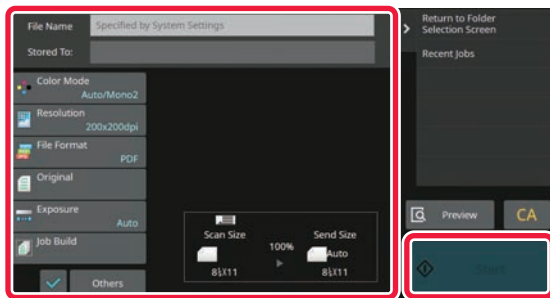 File Name
Specified by System Settings
Stored To:
Color Mode
Auto/Mono2
Resolution
200x200dpi
File Format
PDF
Original
Exposure
Auto
Job Build
Others
Scan Size
100%
Send Size
Auto
8½X11
8½X11
Return to Folder
Selection Screen
Recent Jobs
Preview
CA
Start